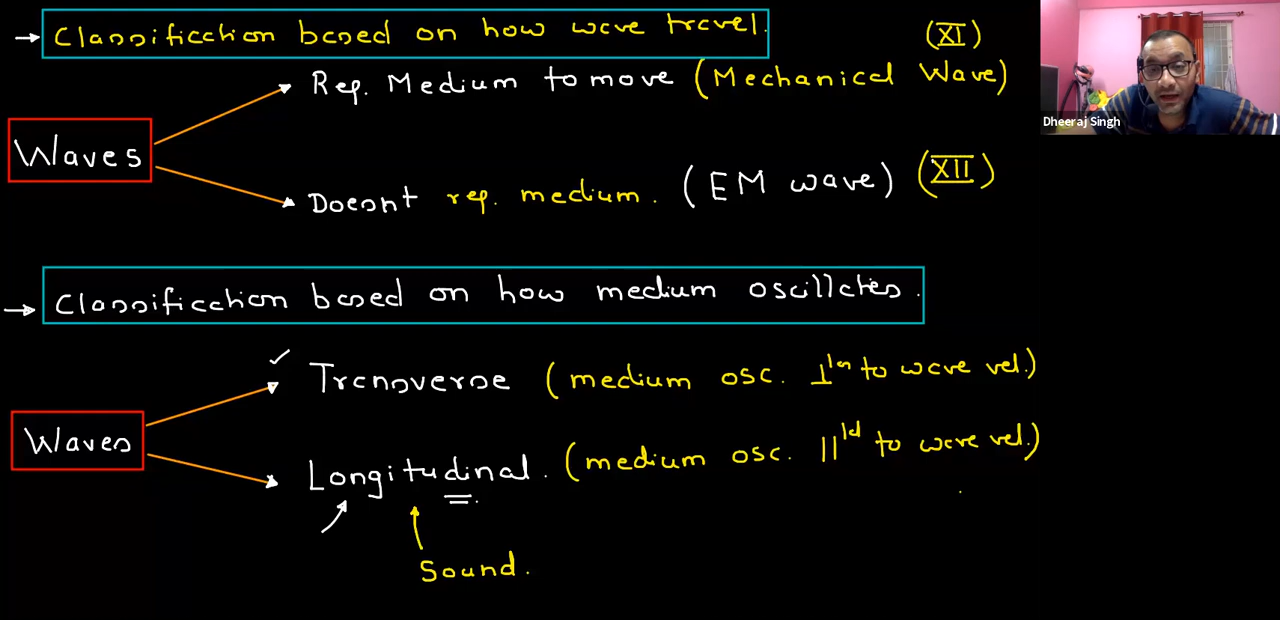 → Classification based on how wave travel.
(XI)
Req. Medium to move (Mechanical Wave)
Dheeraj Singh
Waves
Doesnt req. medium. (EM wave) (XII)
→ Classification based on how medium oscillates.
✓
Transverse (medium osc. ⊥lar to wave vel.)
Waves
Longitudinal. (medium osc. ||ld to wave vel.)
Sound.